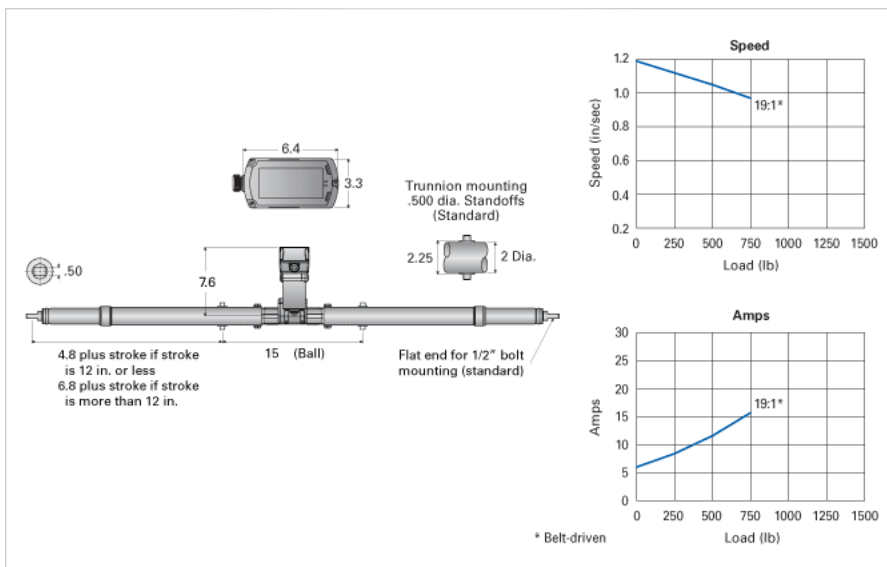 6.4
3.3
Trunnion mounting
.500 dia. Standoffs
(Standard)
2.25
2 Dia.
.50
7.6
4.8 plus stroke if stroke
is 12 in. or less
6.8 plus stroke if stroke
is more than 12 in.
15 (Ball)
Flat end for 1/2" bolt
mounting (standard)
Speed
Speed (in/sec)
1.2
1.0
0.8
0.6
0.4
0.2
19:1*
0 250 500 750 1000 1250 1500
Load (lb)
Amps
Amps
30
25
20
15
10
5
0
19:1*
0 250 500 750 1000 1250 1500
Load (lb)
* Belt-driven